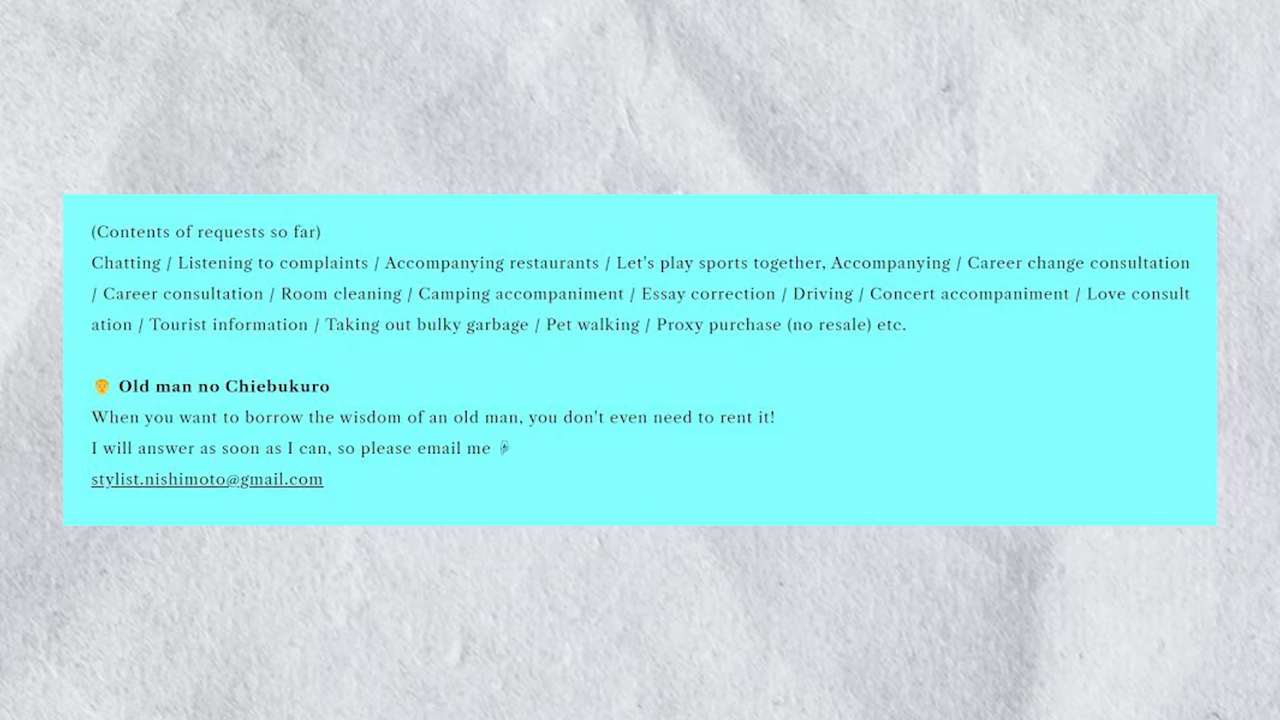 (Contents of requests so far)
Chatting / Listening to complaints / Accompanying restaurants / Let's play sports together, Accompanying / Career change consultation
/ Career consultation / Room cleaning / Camping accompaniment / Essay correction / Driving / Concert accompaniment / Love consult
ation / Tourist information / Taking out bulky garbage / Pet walking / Proxy purchase (no resale) etc.
Old man no Chiebukuro
When you want to borrow the wisdom of an old man, you don't even need to rent it!
I will answer as soon as I can, so please email me
stylist.nishimoto@gmail.com